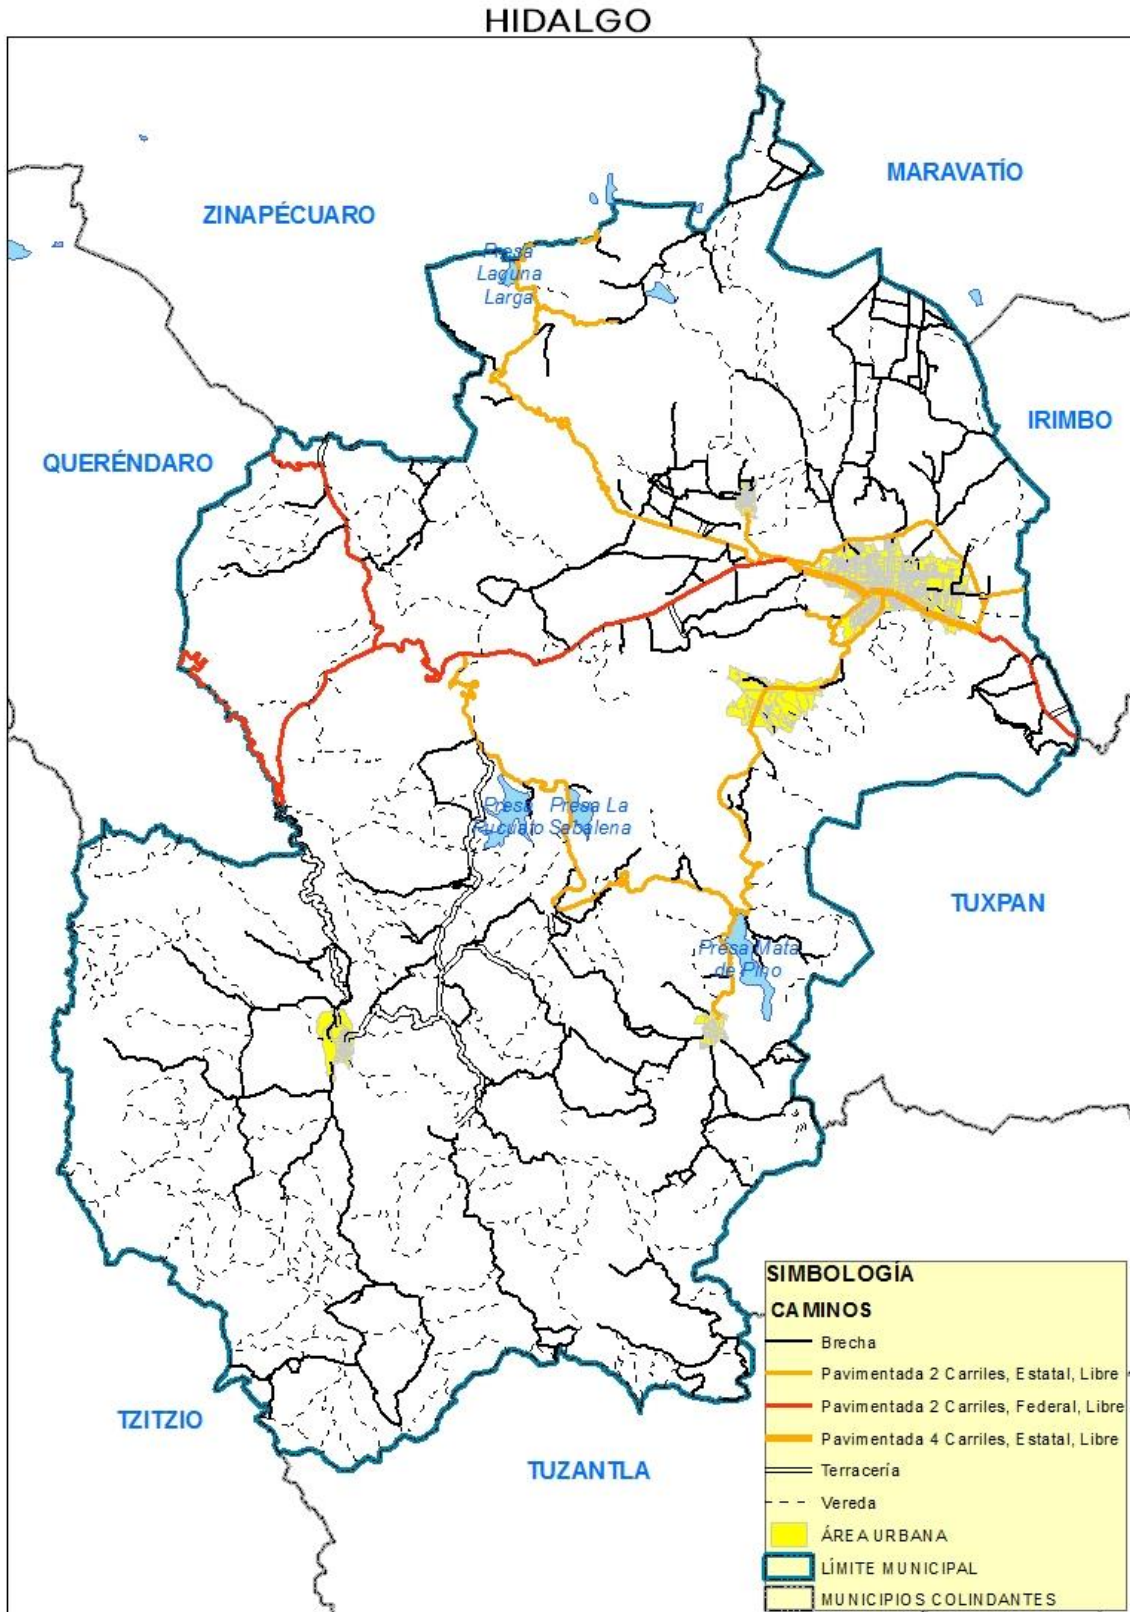 HIDALGO
MARAVATÍO
ZINAPÉCUARO
Presa
Laguna
Larga
IRIMBO
QUERÉNDARO
Presa Presa La
Pucuato Sabalena
TUXPAN
Presa Mata
de Pino
TZITZIO
TUZANTLA
SIMBOLOGÍA
CAMINOS
Brecha
Pavimentada 2 Carriles, Estatal, Libre
Pavimentada 2 Carriles, Federal, Libre
Pavimentada 4 Carriles, Estatal, Libre
Terracería
Vereda
ÁREA URBANA
LÍMITE MUNICIPAL
MUNICIPIOS COLINDANTES